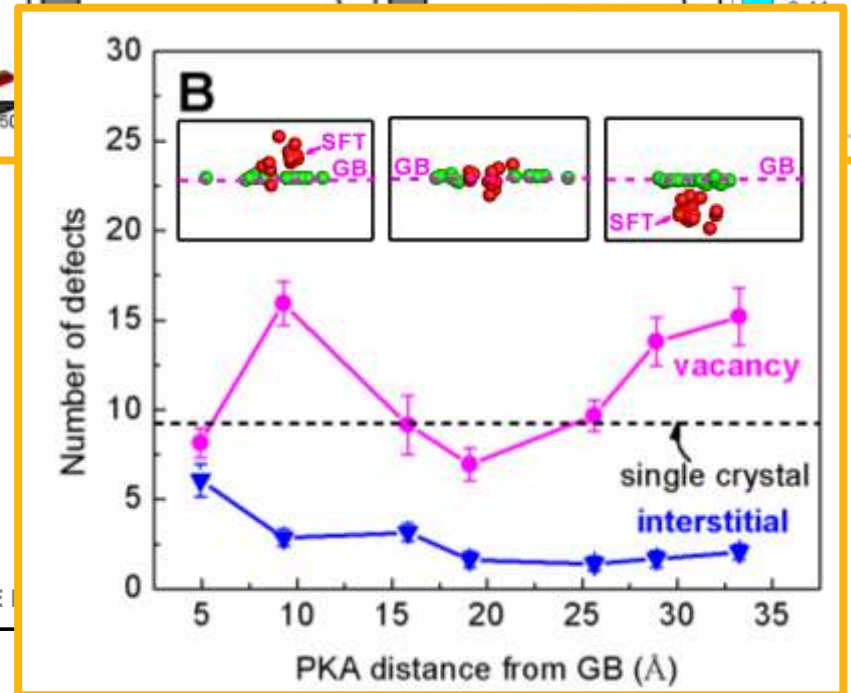 30
25
20
15
10
5
0
Number of defects
B
SFT
GB
GB
GB
SFT
vacancy
single crystal
interstitial
5 10 15 20 25 30 35
PKA distance from GB (Å)